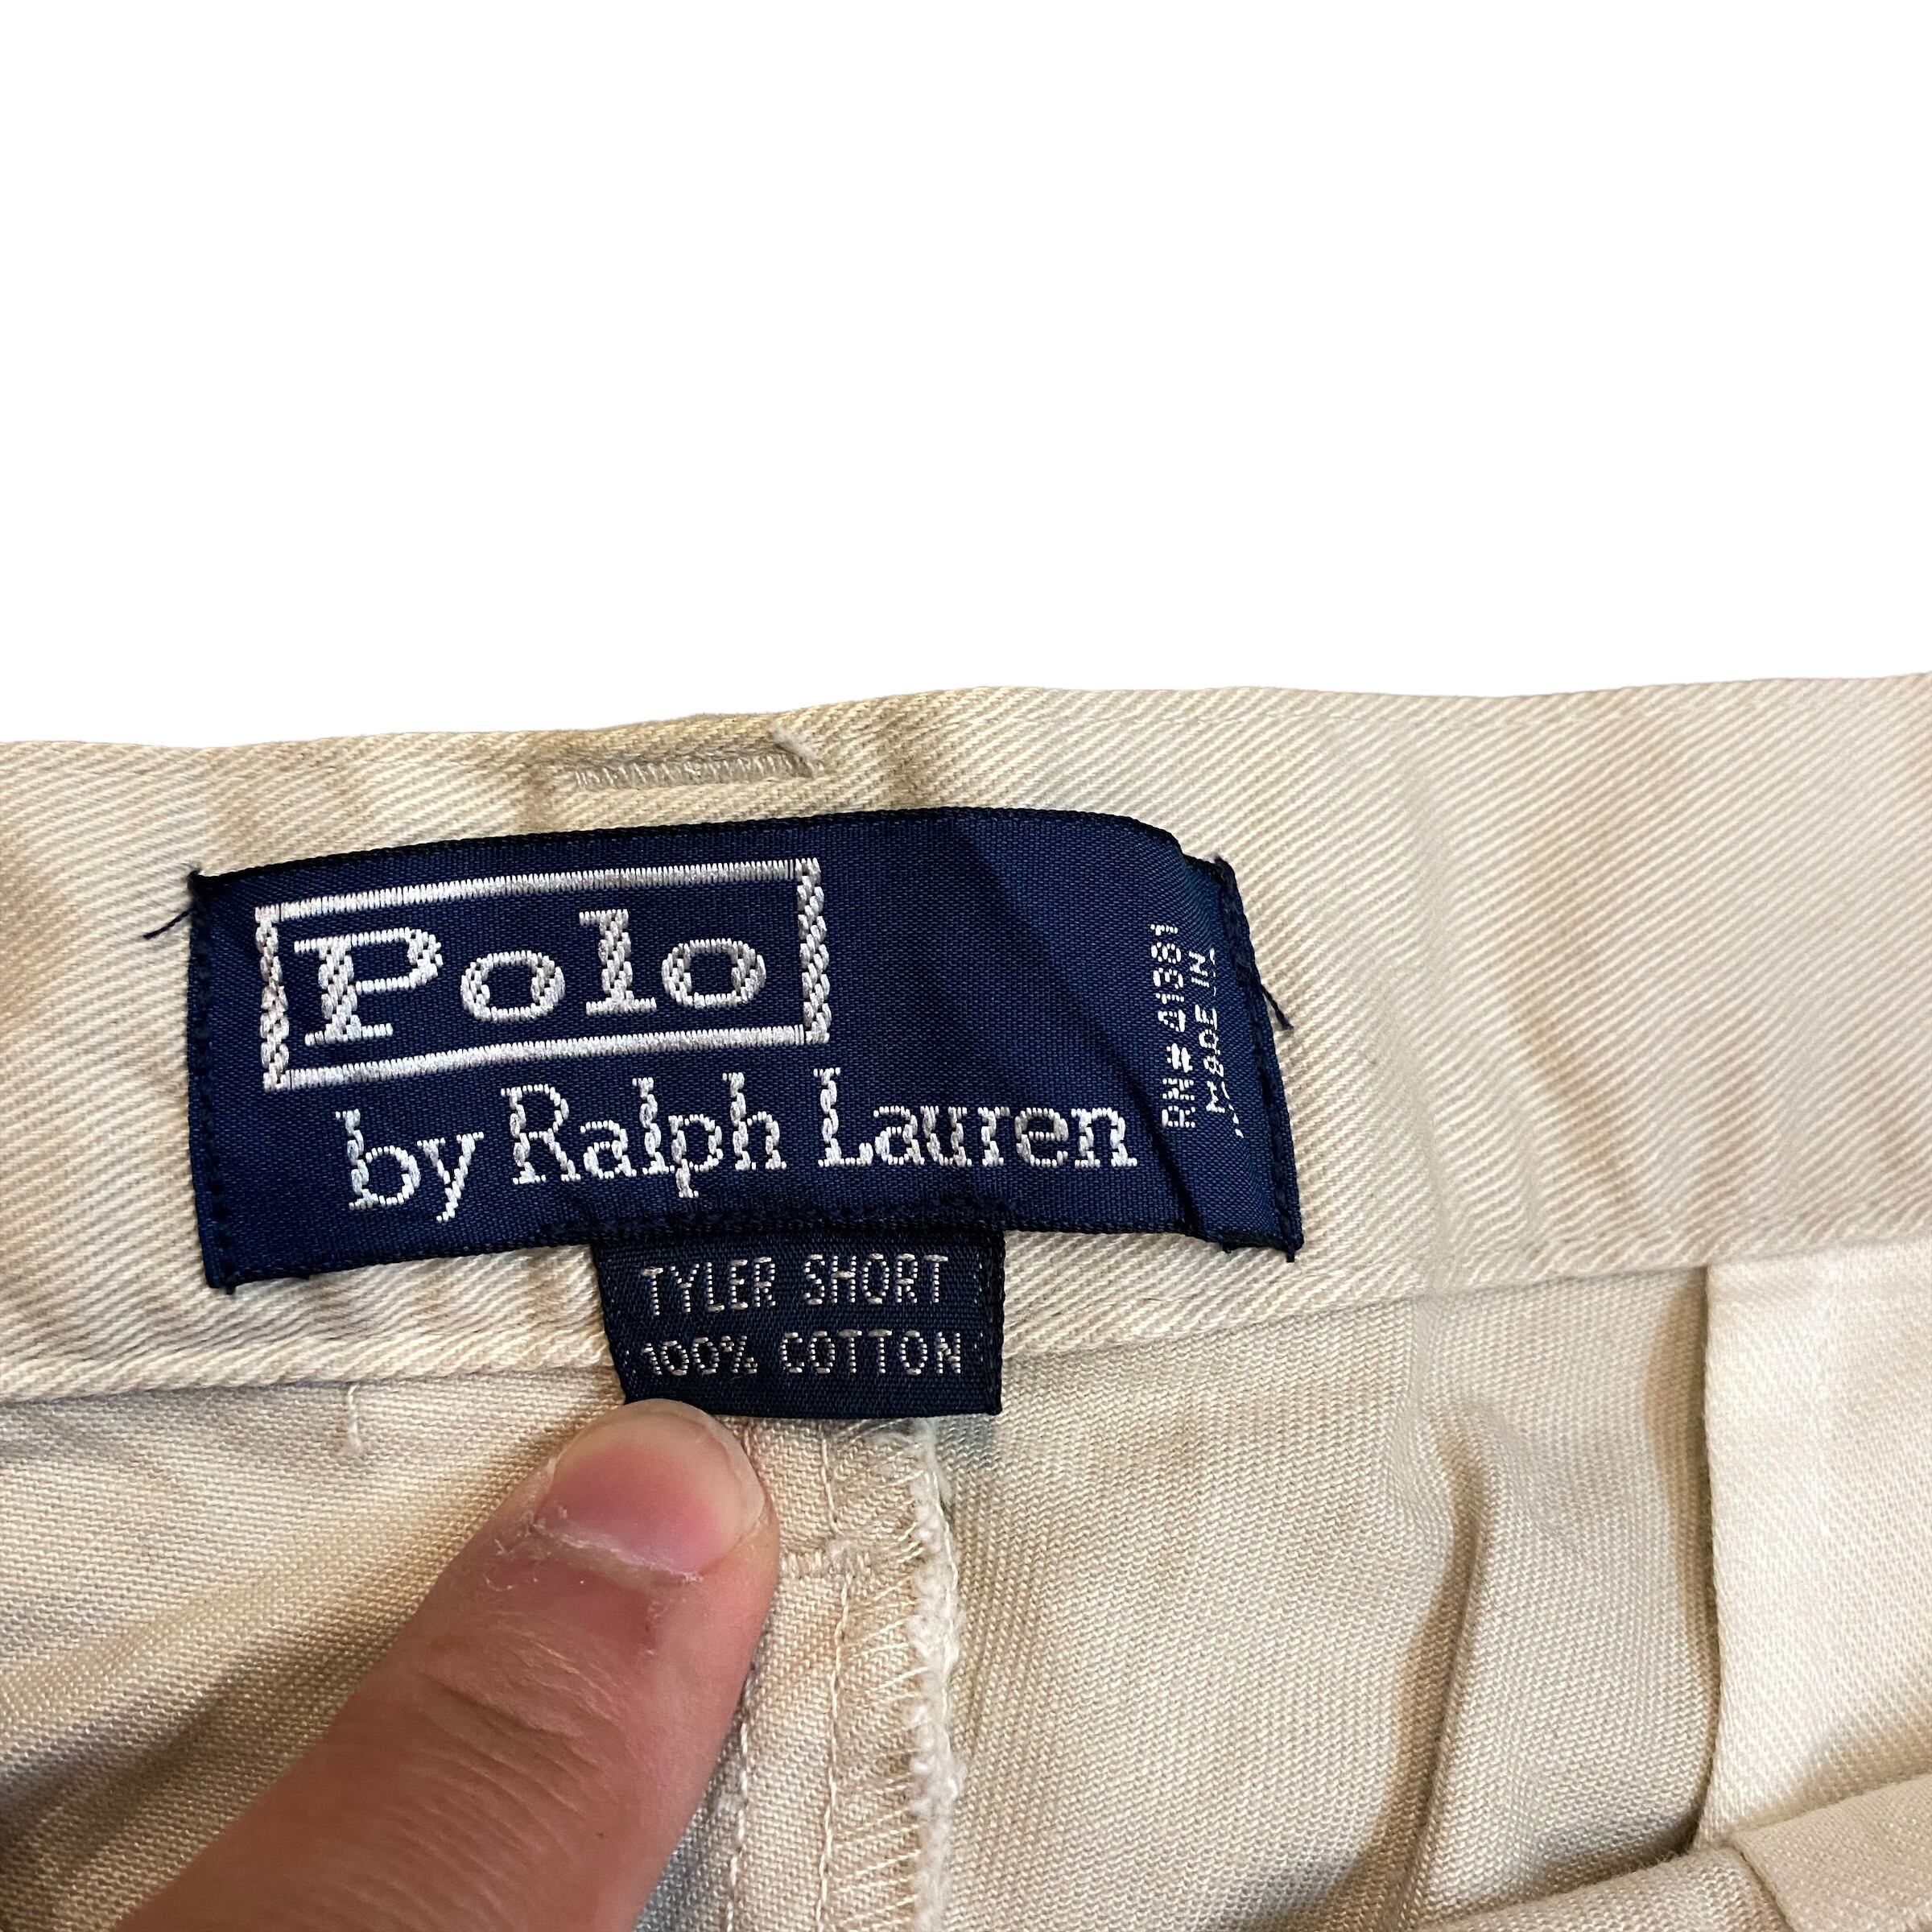 Polo
by Ralph Lauren
RN#41381
MADE IN
TYLER SHORT
100% COTTON